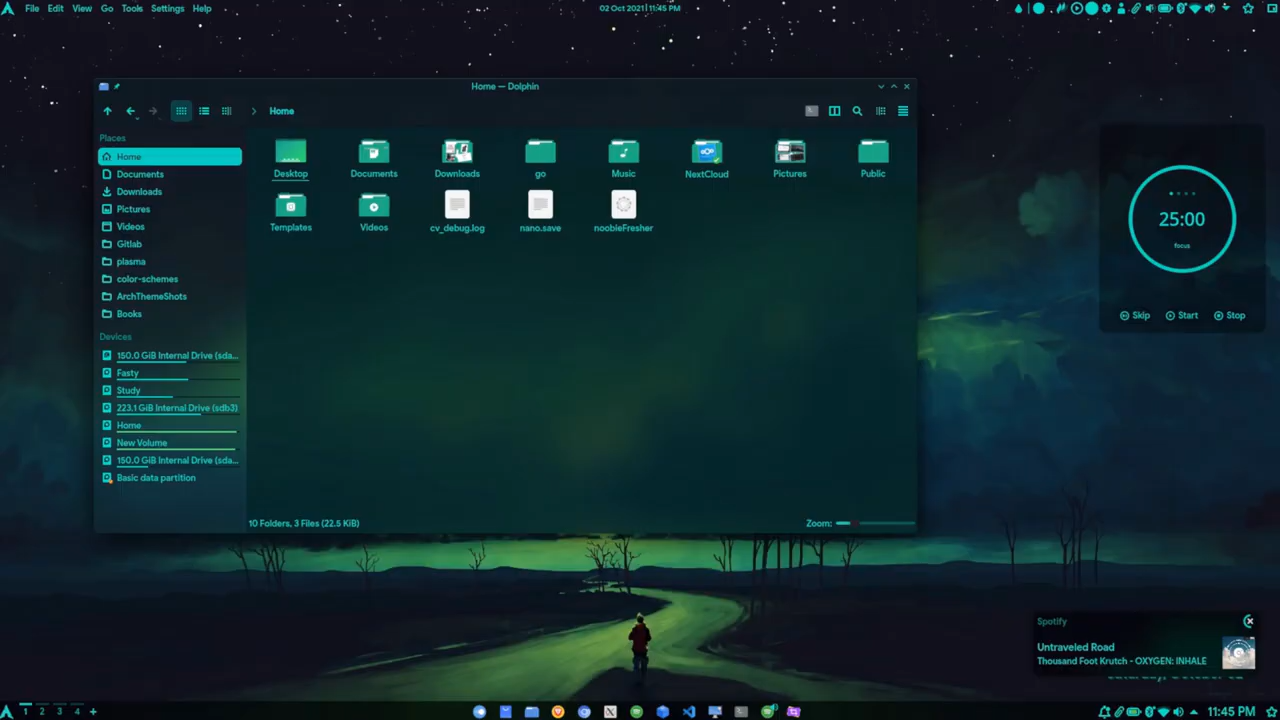 File Edit View Go Tools Settings Help
02 Oct 2021 | 11:45 PM
Home — Dolphin
Home
Places
Home
Documents
Downloads
Pictures
Videos
Gitlab
plasma
color-schemes
ArchThemeShots
Books
Devices
150.0 GiB Internal Drive (sda...
Fasty
Study
223.1 GiB Internal Drive (sdb3)
Home
New Volume
150.0 GiB Internal Drive (sda...
Basic data partition
Desktop Documents Downloads go Music NextCloud Pictures Public
Templates Videos cv_debug.log nano.save noobieFresher
10 Folders, 3 Files (22.5 KiB)
Zoom:
25:00
focus
Skip Start Stop
Spotify
Untraveled Road
Thousand Foot Krutch - OXYGEN: INHALE
1 2 3 4 +
11:45 PM